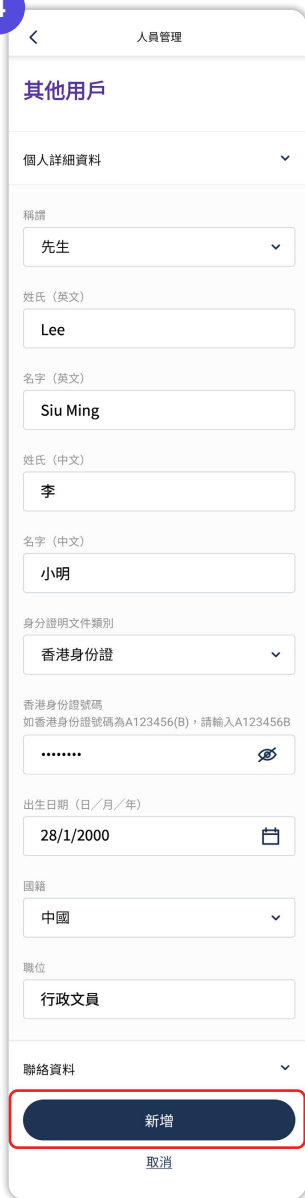 4
人員管理
其他用戶
個人詳細資料
稱謂
先生
姓氏（英文）
Lee
名字（英文）
Siu Ming
姓氏（中文）
李
名字（中文）
小明
身分證明文件類別
香港身份證
香港身份證號碼
如香港身份證號碼為A123456(B)，請輸入A123456B
••••••••
出生日期（日／月／年）
28/1/2000
國籍
中國
職位
行政文員
聯絡資料
新增
取消